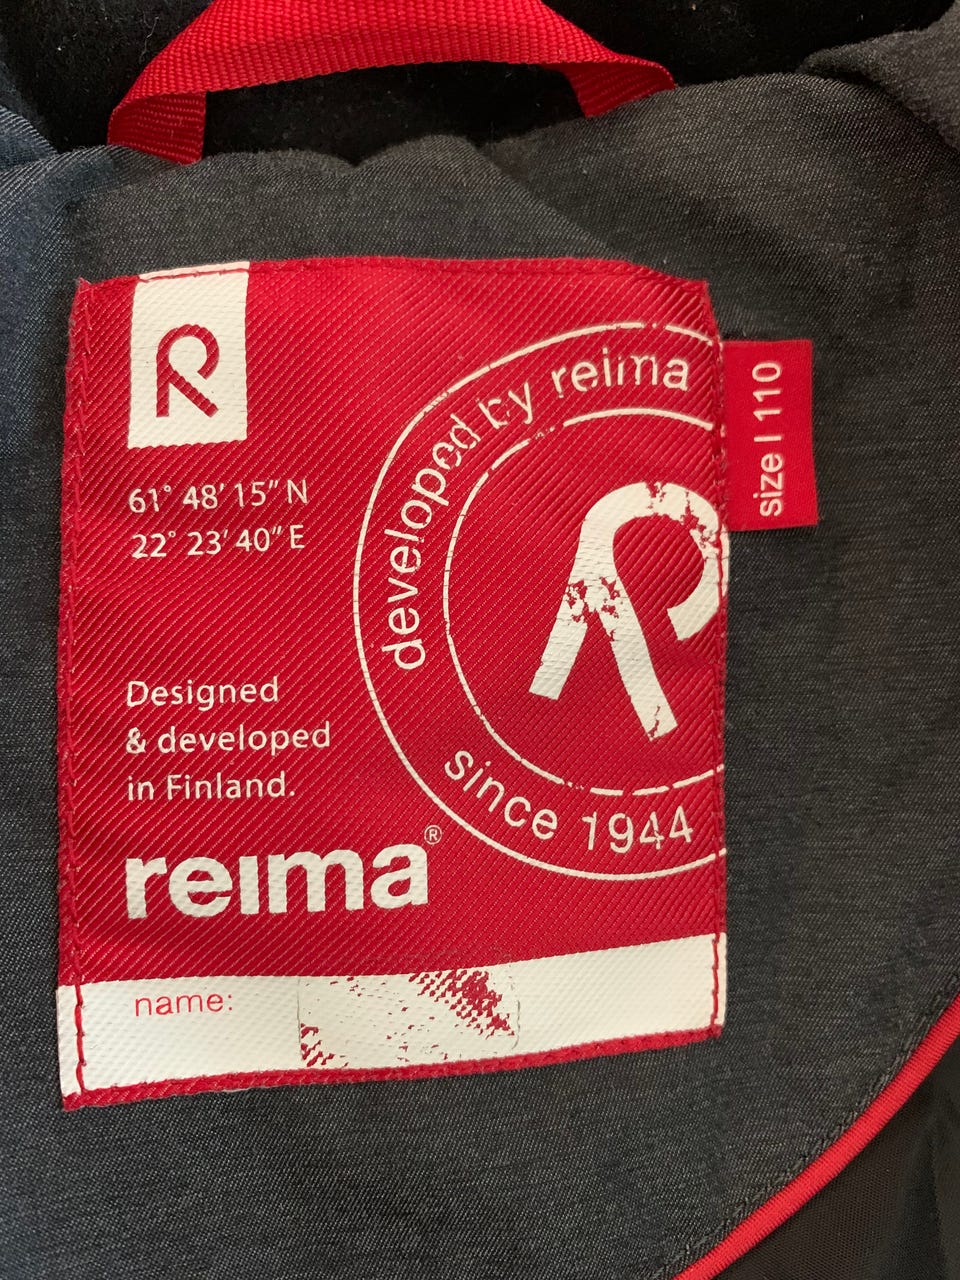 R
61° 48' 15" N
22° 23' 40" E
developed by reima
since 1944
size | 110
Designed
& developed
in Finland.
reima®
name: